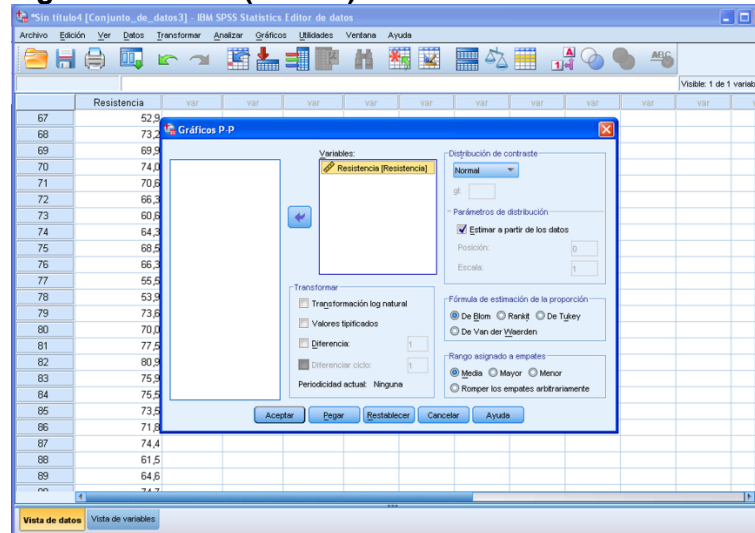 *Sin título4 [Conjunto_de_datos3] - IBM SPSS Statistics Editor de datos
Archivo Edición Ver Datos Transformar Analizar Gráficos Utilidades Ventana Ayuda
Visible: 1 de 1 variab
Resistencia var var var var var var var var var
67 52,9
68 73,2
69 69,9
70 74,0
71 70,6
72 66,3
73 60,6
74 64,3
75 68,5
76 66,3
77 55,5
78 53,9
79 73,6
80 70,0
81 77,5
82 80,9
83 75,9
84 75,5
85 73,5
86 71,8
87 74,4
88 61,5
89 64,6
Gráficos P-P
Variables:
Resistencia [Resistencia]
Transformar
Transformación log natural
Valores tipificados
Diferencia: 1
Diferenciar ciclo: 1
Periodicidad actual: Ninguna
Distribución de contraste
Normal
gl:
Parámetros de distribución
Estimar a partir de los datos
Posición: 0
Escala: 1
Fórmula de estimación de la proporción
De Blom Rankit De Tukey
De Van der Waerden
Rango asignado a empates
Media Mayor Menor
Romper los empates arbitrariamente
Aceptar Pegar Restablecer Cancelar Ayuda
Vista de datos Vista de variables